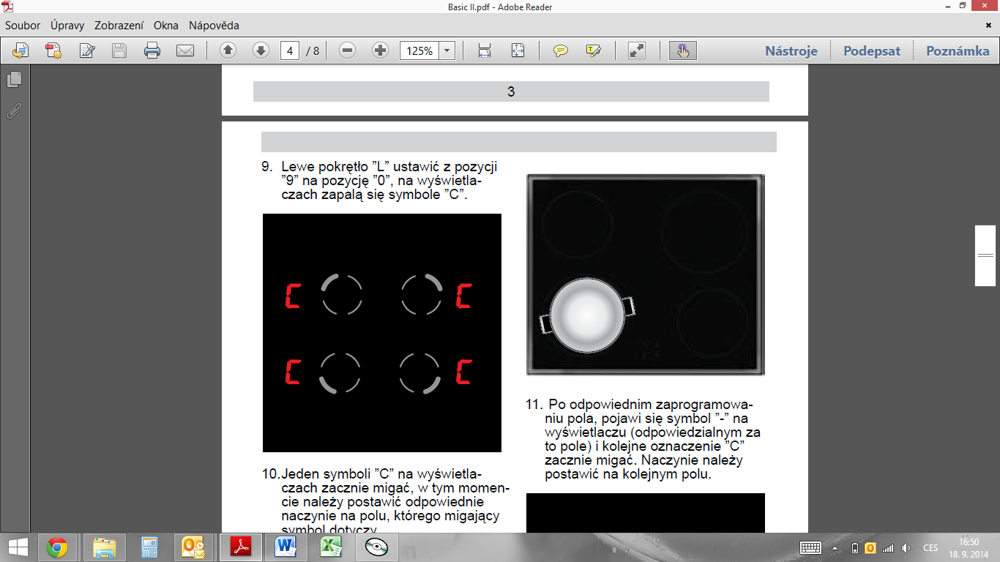 Basic II.pdf - Adobe Reader
Soubor Úpravy Zobrazení Okna Nápověda
4 / 8 125% Nástroje Podepsat Poznámka
3
9. Lewe pokrętło ”L” ustawić z pozycji
”9” na pozycję ”0”, na wyświetla-
czach zapalą się symbole ”C”.
C C
C C
10.Jeden symboli ”C” na wyświetla-
czach zacznie migać, w tym momen-
cie należy postawić odpowiednie
naczynie na polu, którego migający
symbol dotyczy
11. Po odpowiednim zaprogramowa-
niu pola, pojawi się symbol ”-” na
wyświetlaczu (odpowiedzialnym za
to pole) i kolejne oznaczenie ”C”
zacznie migać. Naczynie należy
postawić na kolejnym polu.
CES
16:50
18. 9. 2014